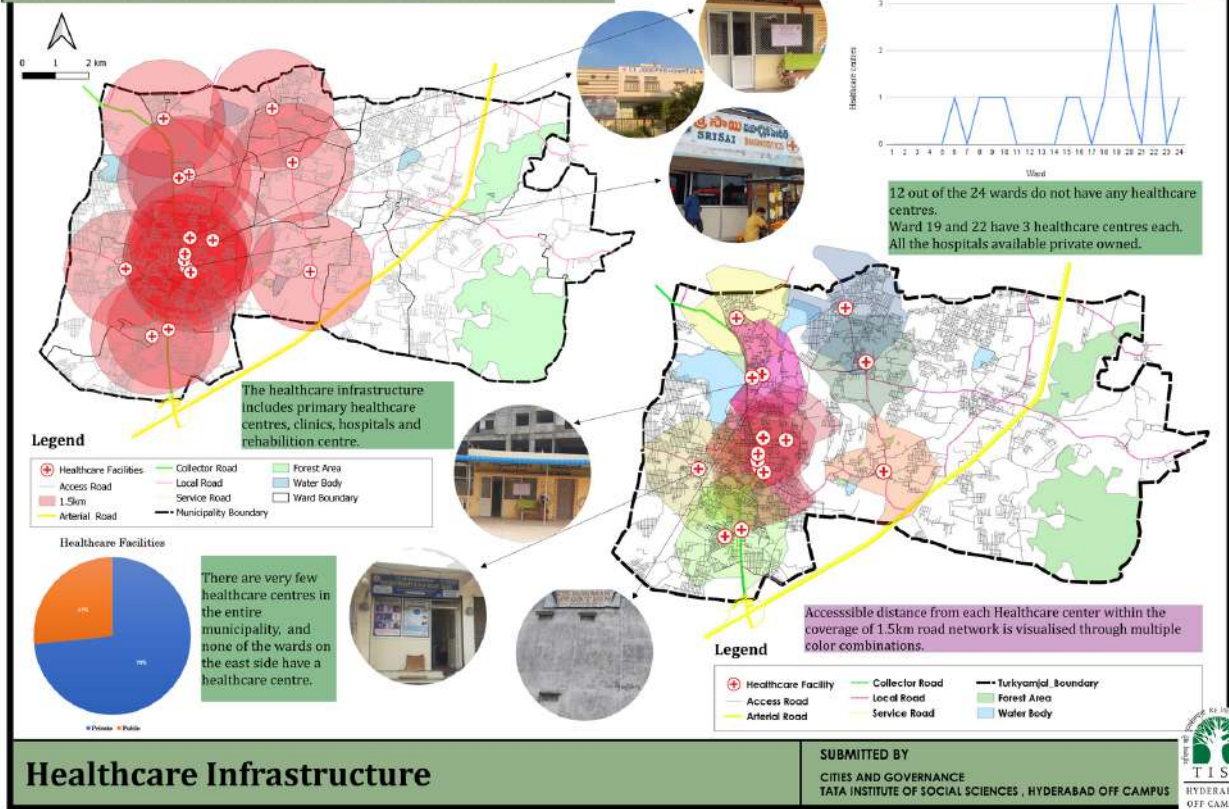 0 1 2 km
SRISAI DIAGNOSTICS
Healthcare centres
3
2
1
0
1 2 3 4 5 6 7 8 9 10 11 12 13 14 15 16 17 18 19 20 21 22 23 24
Ward
12 out of the 24 wards do not have any healthcare
centres.
Ward 19 and 22 have 3 healthcare centres each.
All the hospitals available private owned.
The healthcare infrastructure
includes primary healthcare
centres, clinics, hospitals and
rehabilition centre.
Legend
Healthcare Facilities
Access Road
1.5km
Arterial Road
Collector Road
Local Road
Service Road
Municipality Boundary
Forest Area
Water Body
Ward Boundary
Healthcare Facilities
There are very few
healthcare centres in
the entire
municipality, and
none of the wards on
the east side have a
healthcare centre.
Private Public
Accesssible distance from each Healthcare center within the
coverage of 1.5km road network is visualised through multiple
color combinations.
Legend
Healthcare Facility
Access Road
Arterial Road
Collector Road
Local Road
Service Road
Turkyamjal_Boundary
Forest Area
Water Body
Healthcare Infrastructure
SUBMITTED BY
CITIES AND GOVERNANCE
TATA INSTITUTE OF SOCIAL SCIENCES , HYDERABAD OFF CAMPUS